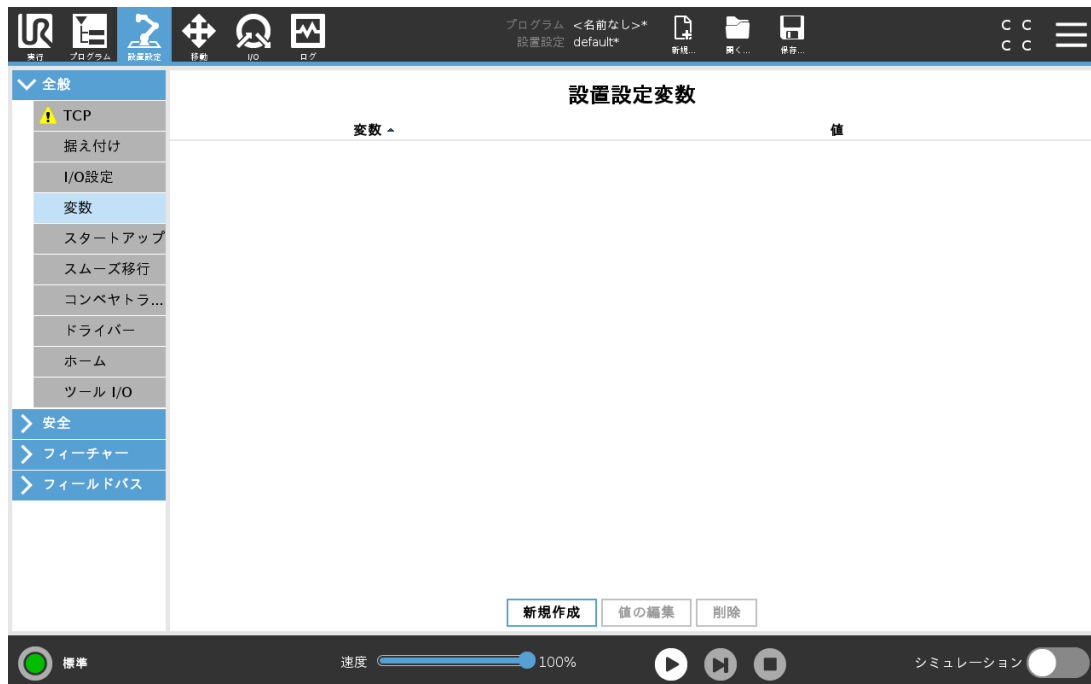 UR
実行
プログラム
設置設定
移動
I/O
ログ
プログラム <名前なし>*
設置設定 default*
新規...
開く...
保存...
C C
C C
全般
TCP
据え付け
I/O設定
変数
スタートアップ
スムーズ移行
コンベヤトラ...
ドライバー
ホーム
ツール I/O
安全
フィーチャー
フィールドバス
設置設定変数
変数 値
新規作成 値の編集 削除
標準
速度 100%
シミュレーション